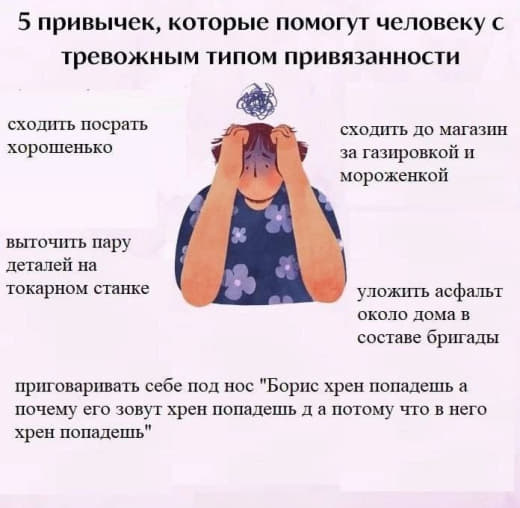 5 привычек, которые помогут человеку с
тревожным типом привязанности
сходить посрать
хорошенько
сходить до магазин
за газировкой и
мороженкой
выточить пару
деталей на
токарном станке
уложить асфальт
около дома в
составе бригады
приговаривать себе под нос "Борис хрен попадешь а
почему его зовут хрен попадешь д а потому что в него
хрен попадешь"